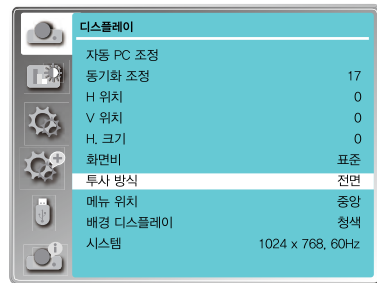 디스플레이
자동 PC 조정
동기화 조정 17
H 위치 0
V 위치 0
H. 크기 0
화면비 표준
투사 방식 전면
메뉴 위치 중앙
배경 디스플레이 청색
시스템 1024 x 768, 60Hz